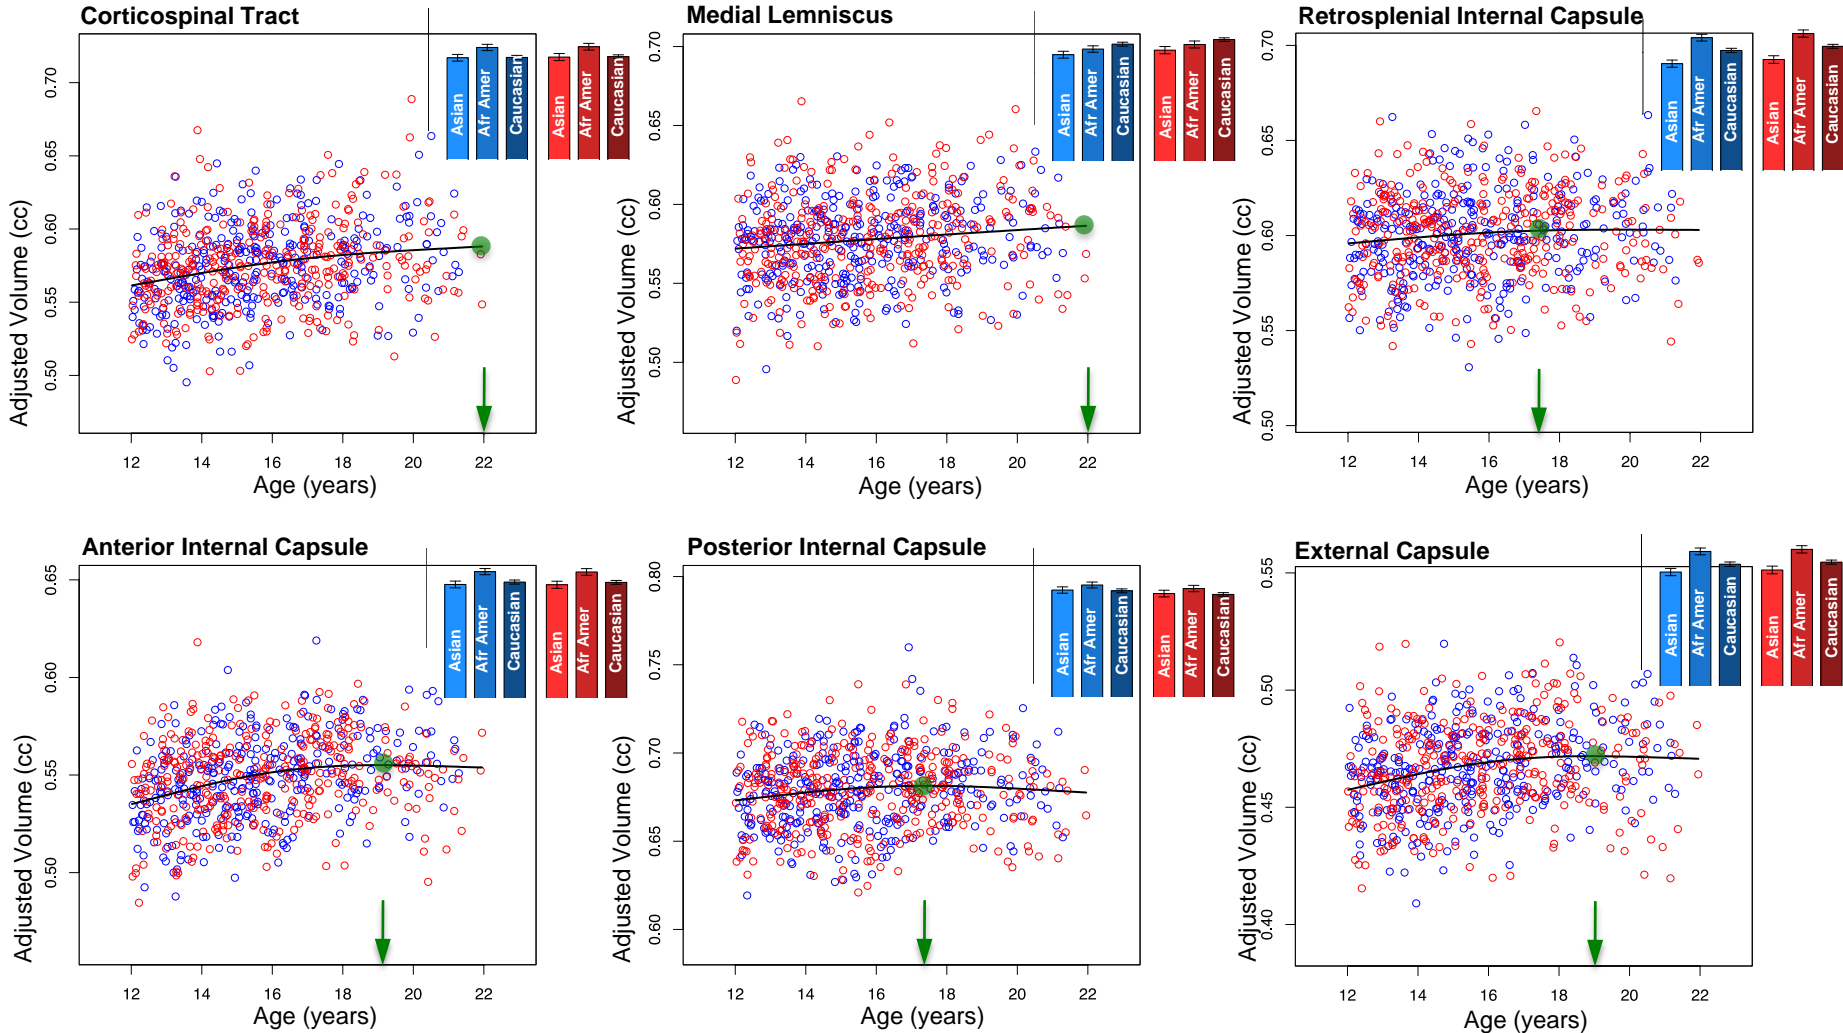 Corticospinal Tract
Adjusted Volume (cc)
0.70
0.65
0.60
0.55
0.50
12 14 16 18 20 22
Age (years)
Asian
Afr Amer
Caucasian
Asian
Afr Amer
Caucasian
Medial Lemniscus
Adjusted Volume (cc)
0.70
0.65
0.60
0.55
0.50
12 14 16 18 20 22
Age (years)
Asian
Afr Amer
Caucasian
Asian
Afr Amer
Caucasian
Retrosplenial Internal Capsule
Adjusted Volume (cc)
0.70
0.65
0.60
0.55
0.50
12 14 16 18 20 22
Age (years)
Asian
Afr Amer
Caucasian
Asian
Afr Amer
Caucasian
Anterior Internal Capsule
Adjusted Volume (cc)
0.65
0.60
0.55
0.50
12 14 16 18 20 22
Age (years)
Asian
Afr Amer
Caucasian
Asian
Afr Amer
Caucasian
Posterior Internal Capsule
Adjusted Volume (cc)
0.80
0.75
0.70
0.65
0.60
12 14 16 18 20 22
Age (years)
Asian
Afr Amer
Caucasian
Asian
Afr Amer
Caucasian
External Capsule
Adjusted Volume (cc)
0.55
0.50
0.45
0.40
12 14 16 18 20 22
Age (years)
Asian
Afr Amer
Caucasian
Asian
Afr Amer
Caucasian